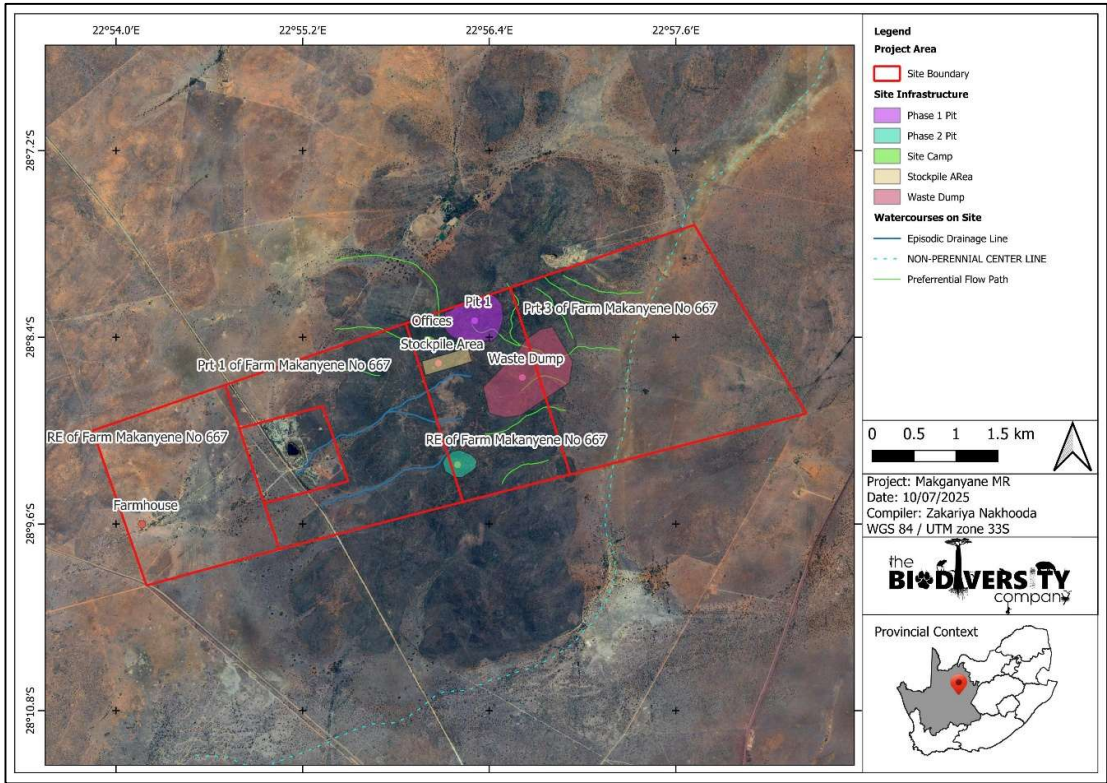 22°54.0'E
22°55.2'E
22°56.4'E
22°57.6'E
28°7.2'S
28°8.4'S
28°9.6'S
28°10.8'S
Pit 1
Prt 3 of Farm Makanyene No 667
Offices
Stockpile Area
Waste Dump
Prt 1 of Farm Makanyene No 667
RE of Farm Makanyene No 667
RE of Farm Makanyene No 667
Farmhouse
Legend
Project Area
Site Boundary
Site Infrastructure
Phase 1 Pit
Phase 2 Pit
Site Camp
Stockpile ARea
Waste Dump
Watercourses on Site
Episodic Drainage Line
NON-PERENNIAL CENTER LINE
Preferrential Flow Path
0 0.5 1 1.5 km
Project: Makganyane MR
Date: 10/07/2025
Compiler: Zakariya Nakhooda
WGS 84 / UTM zone 33S
the
BIODIVERSITY
company
Provincial Context